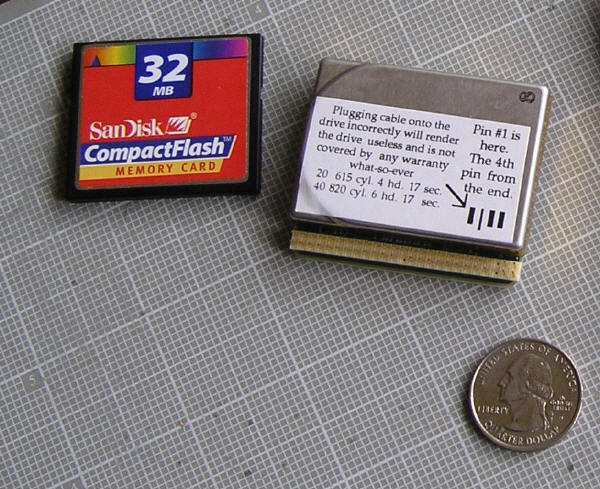 32
MB
SanDisk
CompactFlash™
MEMORY CARD
Plugging cable onto the
drive incorrectly will render
the drive useless and is not
covered by any warranty
what-so-ever
20 615 cyl. 4 hd. 17 sec.
40 820 cyl. 6 hd. 17 sec.
Pin #1 is
here.
The 4th
pin from
the end.
UNITED STATES OF AMERICA
LIBERTY
QUARTER DOLLAR